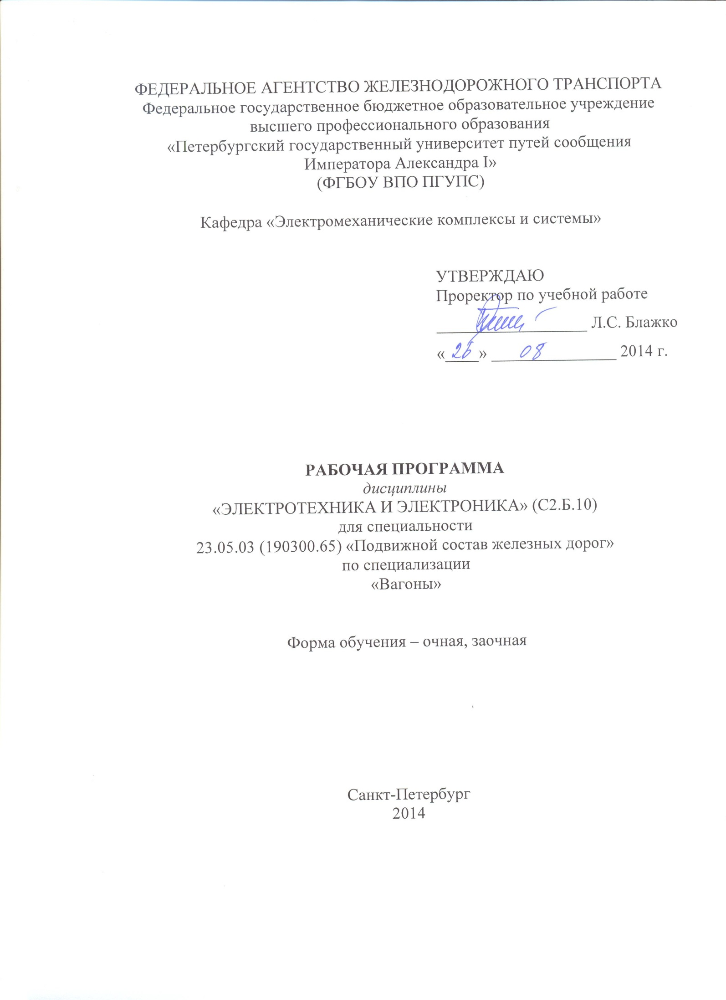 ФЕДЕРАЛЬНОЕ АГЕНТСТВО ЖЕЛЕЗНОДОРОЖНОГО ТРАНСПОРТА
Федеральное государственное бюджетное образовательное учреждение
высшего профессионального образования
«Петербургский государственный университет путей сообщения
Императора Александра I»
(ФГБОУ ВПО ПГУПС)
Кафедра «Электромеханические комплексы и системы»
УТВЕРЖДАЮ
Проректор по учебной работе
Л.С. Блажко
«26» 08 2014 г.
РАБОЧАЯ ПРОГРАММА
дисциплины
«ЭЛЕКТРОТЕХНИКА И ЭЛЕКТРОНИКА» (С2.Б.10)
для специальности
23.05.03 (190300.65) «Подвижной состав железных дорог»
по специализации
«Вагоны»
Форма обучения – очная, заочная
Санкт-Петербург
2014